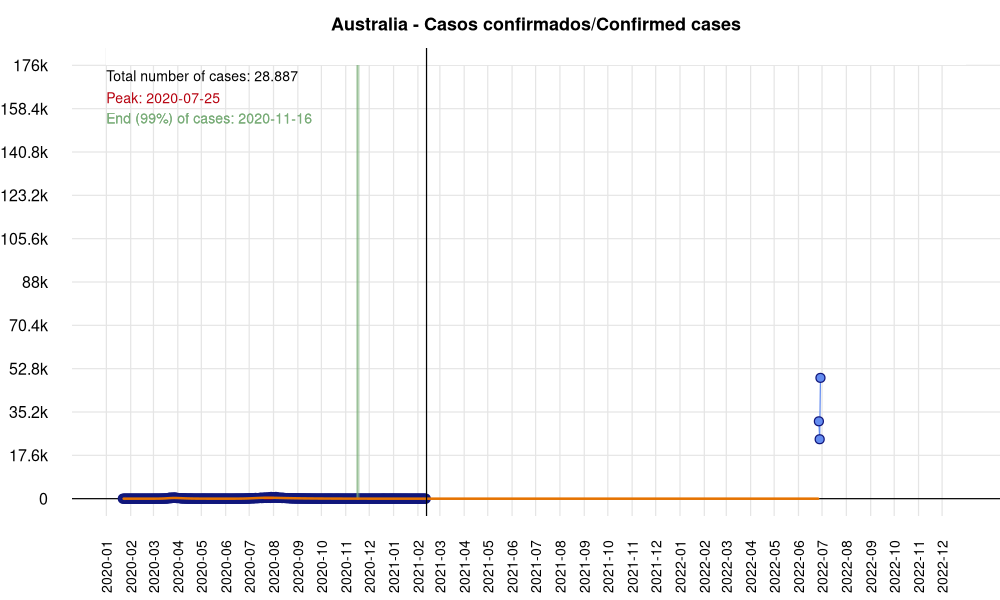 Australia - Casos confirmados/Confirmed cases
176k
158.4k
140.8k
123.2k
105.6k
88k
70.4k
52.8k
35.2k
17.6k
0
Total number of cases: 28.887
Peak: 2020-07-25
End (99%) of cases: 2020-11-16
2020-01
2020-02
2020-03
2020-04
2020-05
2020-06
2020-07
2020-08
2020-09
2020-10
2020-11
2020-12
2021-01
2021-02
2021-03
2021-04
2021-05
2021-06
2021-07
2021-08
2021-09
2021-10
2021-11
2021-12
2022-01
2022-02
2022-03
2022-04
2022-05
2022-06
2022-07
2022-08
2022-09
2022-10
2022-11
2022-12